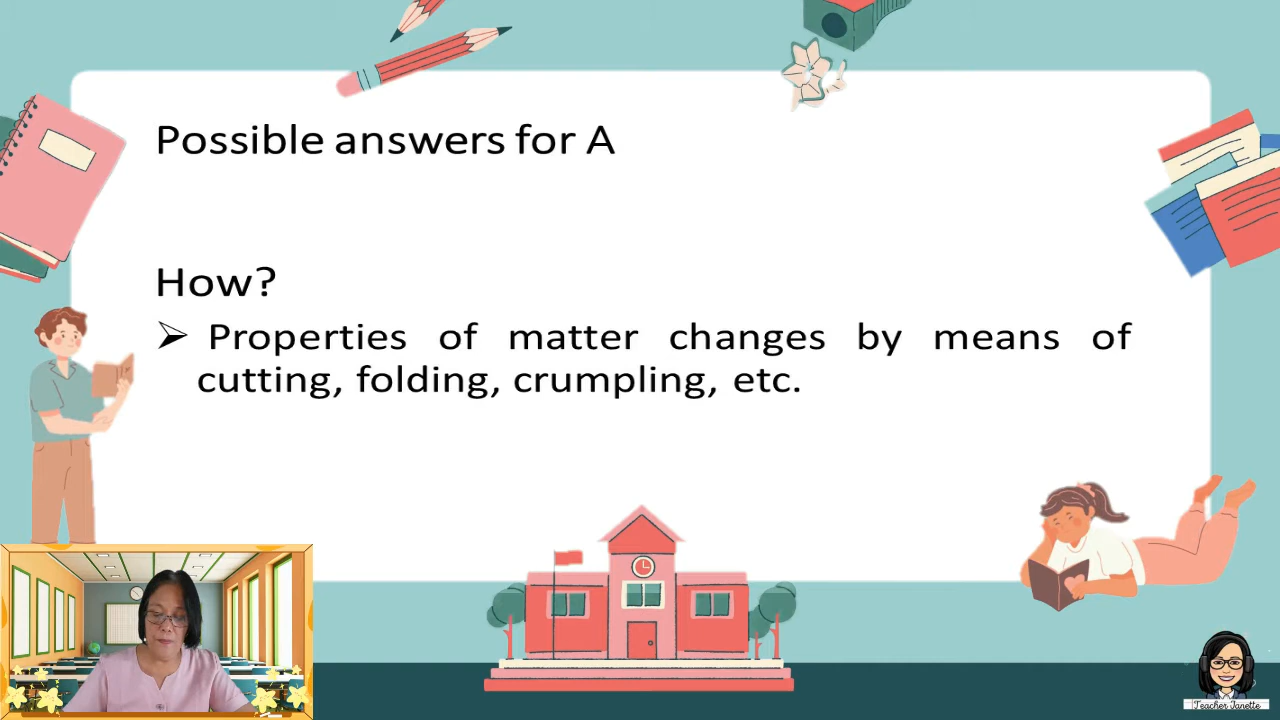 Possible answers for A
How?
➢ Properties of matter changes by means of
cutting, folding, crumpling, etc.
Teacher Janette